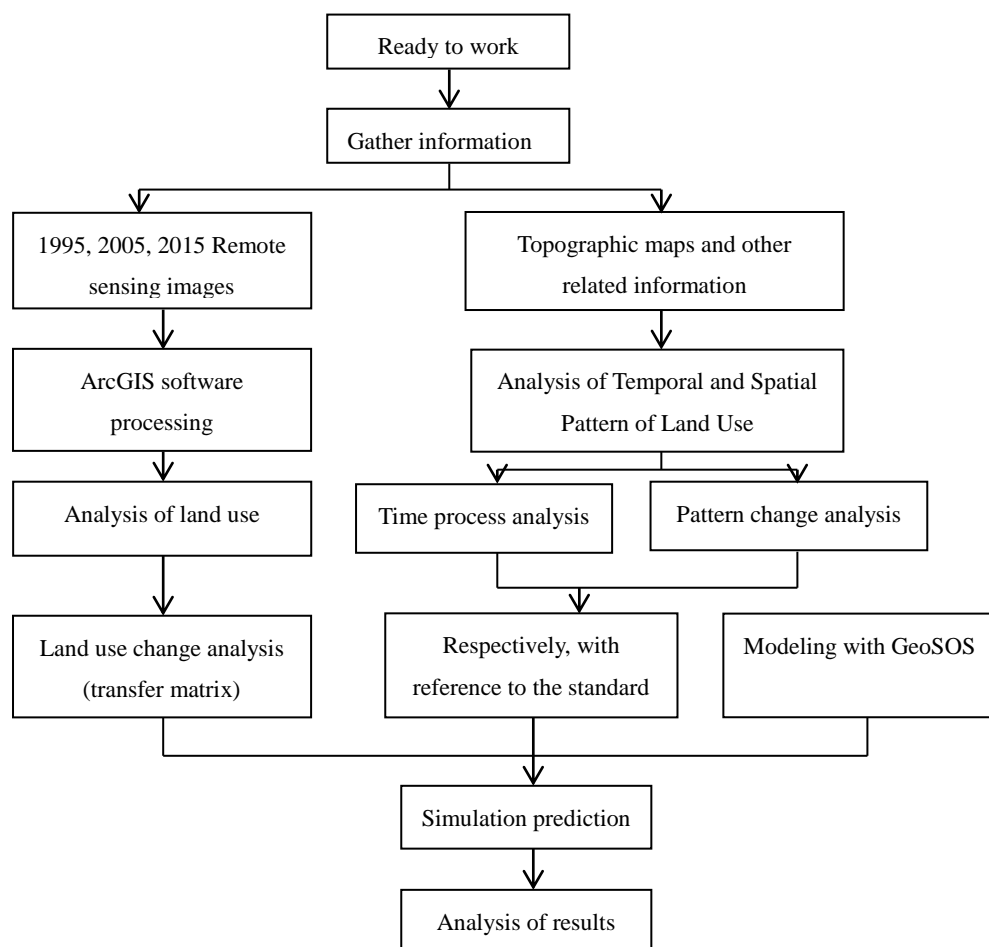 Ready to work
Gather information
1995, 2005, 2015 Remote
sensing images
Topographic maps and other
related information
ArcGIS software
processing
Analysis of Temporal and Spatial
Pattern of Land Use
Analysis of land use
Time process analysis
Pattern change analysis
Land use change analysis
(transfer matrix)
Respectively, with
reference to the standard
Modeling with GeoSOS
Simulation prediction
Analysis of results